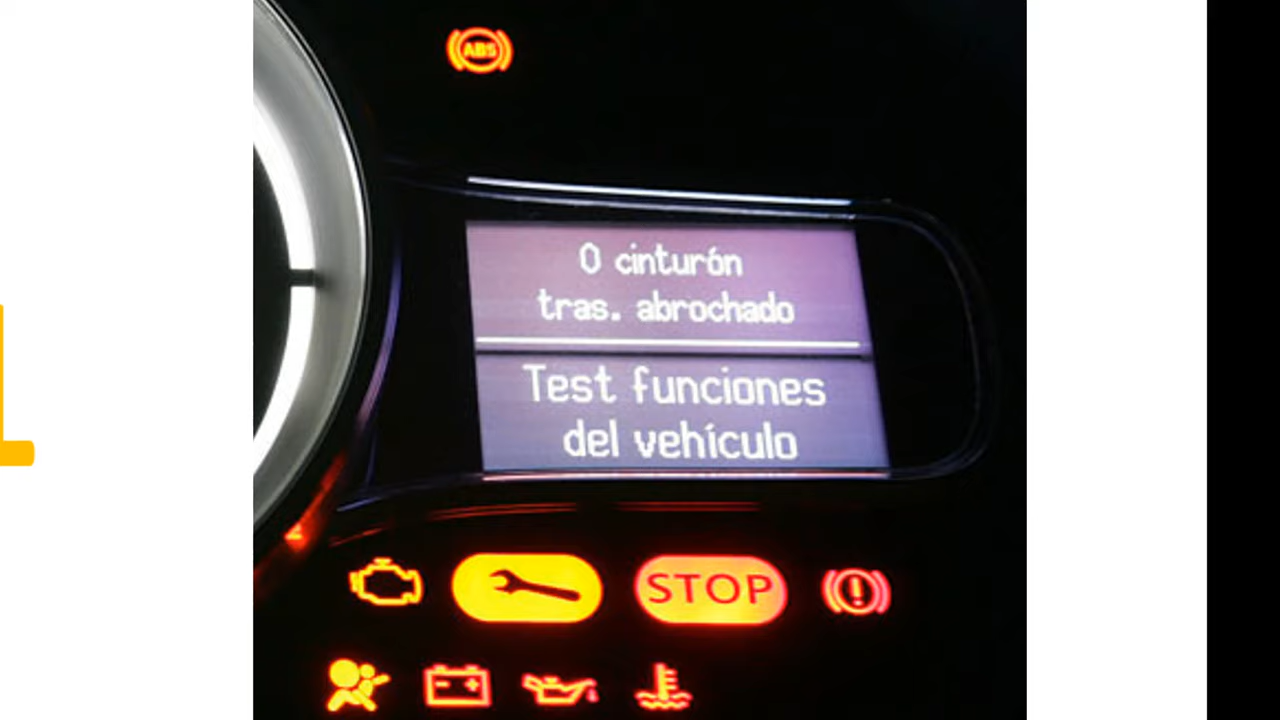 ABS
0 cinturón
tras. abrochado
Test funciones
del vehículo
STOP